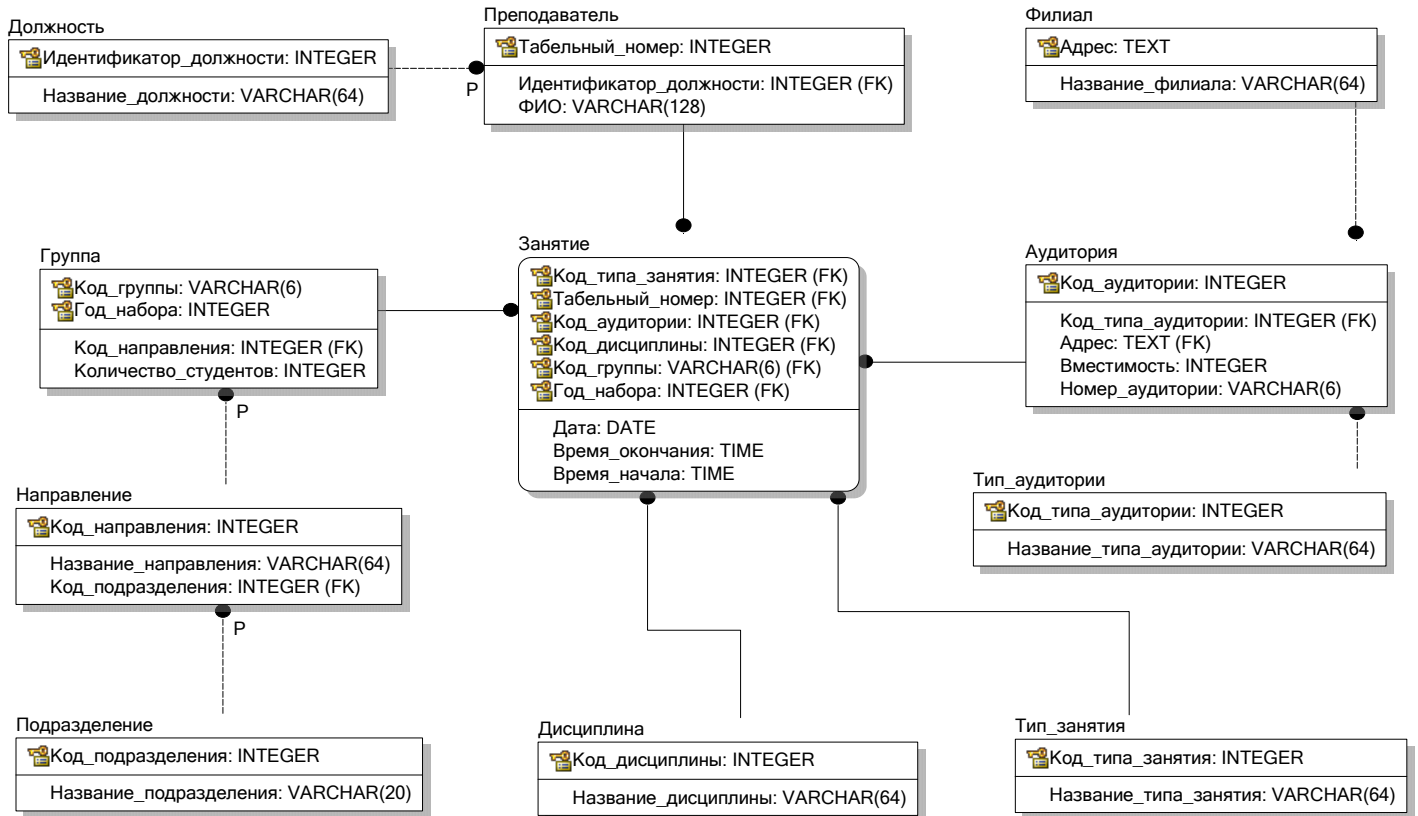 Должность
Идентификатор_должности: INTEGER
Название_должности: VARCHAR(64)
P
Преподаватель
Табельный_номер: INTEGER
Идентификатор_должности: INTEGER (FK)
ФИО: VARCHAR(128)
Филиал
Адрес: TEXT
Название_филиала: VARCHAR(64)
Группа
Код_группы: VARCHAR(6)
Год_набора: INTEGER
Код_направления: INTEGER (FK)
Количество_студентов: INTEGER
P
Занятие
Код_типа_занятия: INTEGER (FK)
Табельный_номер: INTEGER (FK)
Код_аудитории: INTEGER (FK)
Код_дисциплины: INTEGER (FK)
Код_группы: VARCHAR(6) (FK)
Год_набора: INTEGER (FK)
Дата: DATE
Время_окончания: TIME
Время_начала: TIME
Аудитория
Код_аудитории: INTEGER
Код_типа_аудитории: INTEGER (FK)
Адрес: TEXT (FK)
Вместимость: INTEGER
Номер_аудитории: VARCHAR(6)
Направление
Код_направления: INTEGER
Название_направления: VARCHAR(64)
Код_подразделения: INTEGER (FK)
P
Тип_аудитории
Код_типа_аудитории: INTEGER
Название_типа_аудитории: VARCHAR(64)
Подразделение
Код_подразделения: INTEGER
Название_подразделения: VARCHAR(20)
Дисциплина
Код_дисциплины: INTEGER
Название_дисциплины: VARCHAR(64)
Тип_занятия
Код_типа_занятия: INTEGER
Название_типа_занятия: VARCHAR(64)